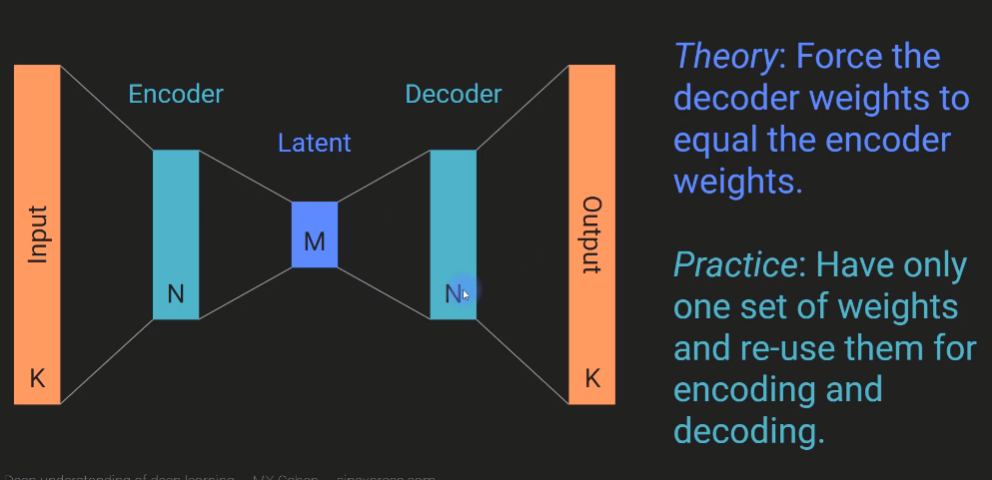 Theory: Force the
decoder weights to
equal the encoder
weights.
Practice: Have only
one set of weights
and re-use them for
encoding and
decoding.
Encoder
Decoder
Latent
Input
K
N
M
N
Output
K